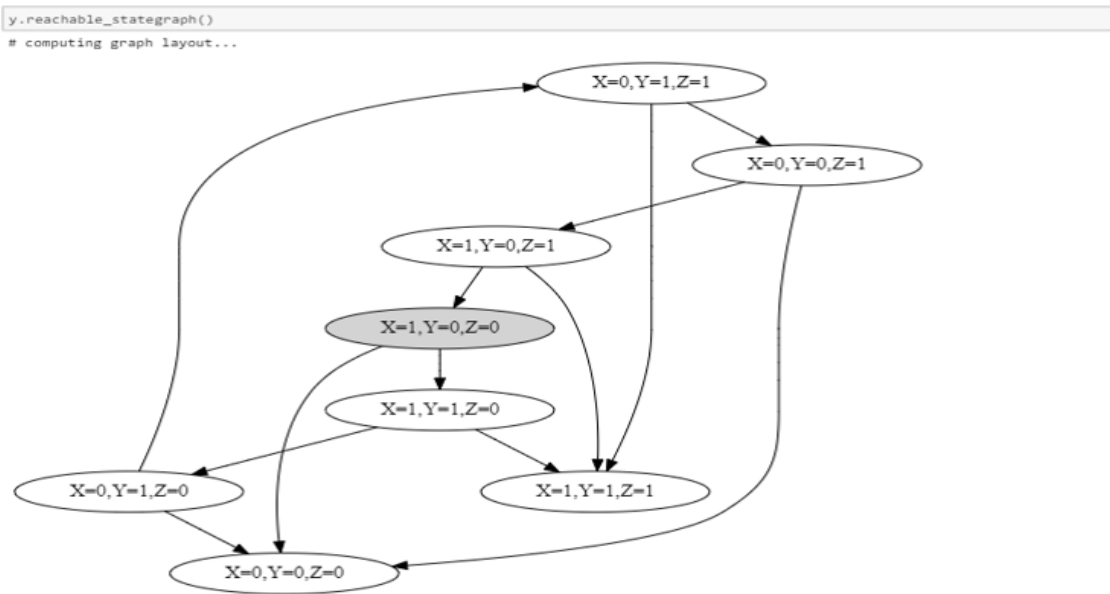 y.reachable_stategraph()
# computing graph layout...
X=0,Y=1,Z=1
X=0,Y=0,Z=1
X=1,Y=0,Z=1
X=1,Y=0,Z=0
X=1,Y=1,Z=0
X=0,Y=1,Z=0
X=1,Y=1,Z=1
X=0,Y=0,Z=0